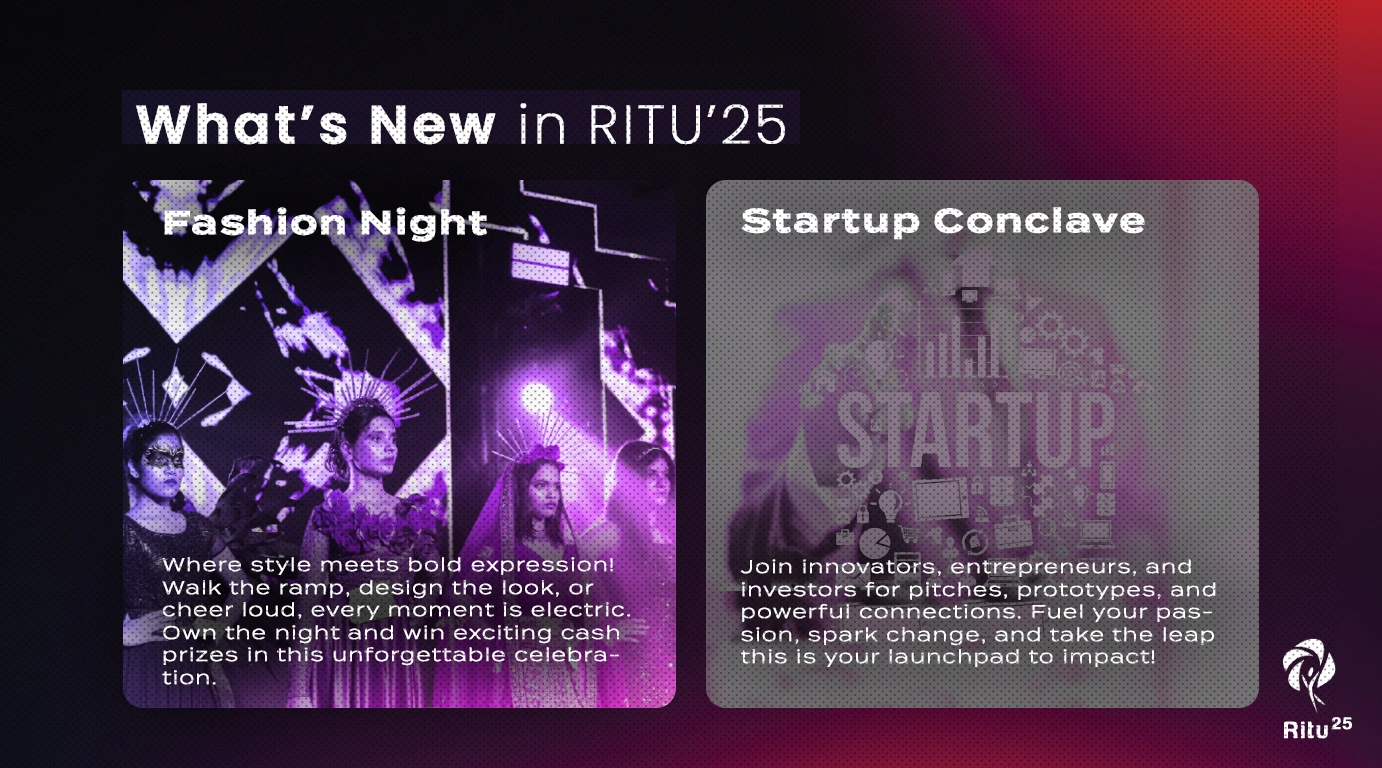 What's New in RITU'25
Fashion Night
Where style meets bold expression!
Walk the ramp, design the look, or
cheer loud, every moment is electric.
Own the night and win exciting cash
prizes in this unforgettable celebra-
tion.
Startup Conclave
STARTUP
Join innovators, entrepreneurs, and
investors for pitches, prototypes, and
powerful connections. Fuel your pas-
sion, spark change, and take the leap
this is your launchpad to impact!
Ritu 25